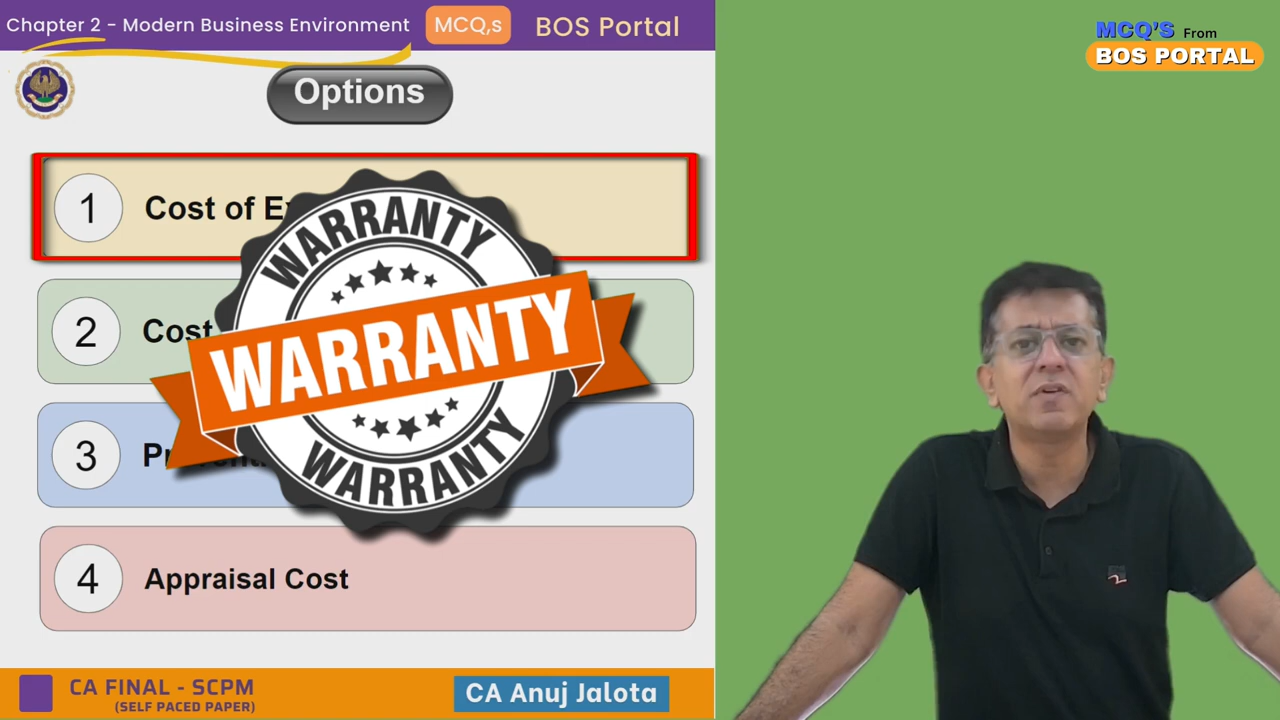 Chapter 2 - Modern Business Environment
MCQ,s
BOS Portal
MCQ'S From
BOS PORTAL
Options
1 Cost of
2 Cost
3
4 Appraisal Cost
WARRANTY
WARRANTY
WARRANTY
CA FINAL - SCPM
(SELF PACED PAPER)
CA Anuj Jalota